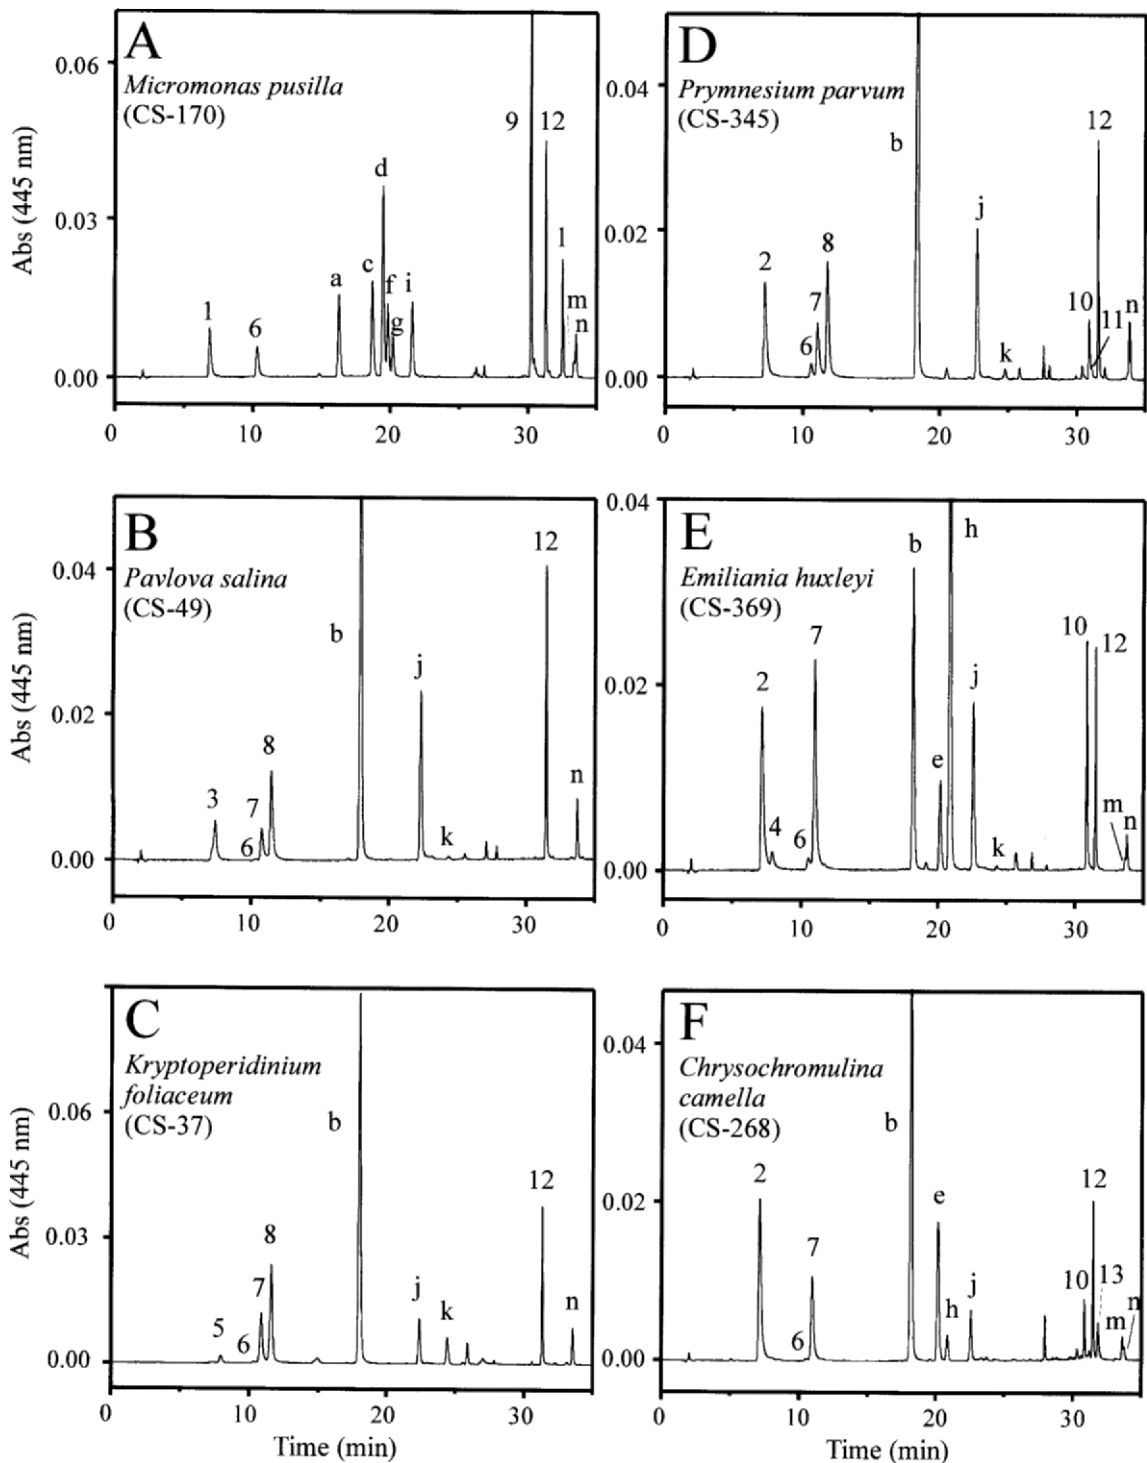 A
Micromonas pusilla
(CS-170)
Abs (445 nm)
0.06
0.03
0.00
1
6
a
c
d
f
g
i
9
12
l
m
n
0
10
20
30
D
Prymnesium parvum
(CS-345)
0.04
0.02
0.00
2
6
7
8
b
j
k
10
11
12
n
0
10
20
30
B
Pavlova salina
(CS-49)
Abs (445 nm)
0.04
0.02
0.00
3
6
7
8
b
j
k
12
n
0
10
20
30
E
Emiliania huxleyi
(CS-369)
0.04
0.02
0.00
2
4
6
7
b
e
h
j
k
10
12
m
n
0
10
20
30
C
Kryptoperidinium
foliaceum
(CS-37)
Abs (445 nm)
0.06
0.03
0.00
5
6
7
8
b
j
k
12
n
0
10
20
30
Time (min)
F
Chrysochromulina
camella
(CS-268)
0.04
0.02
0.00
2
6
7
b
e
h
j
10
12
13
m
n
0
10
20
30
Time (min)